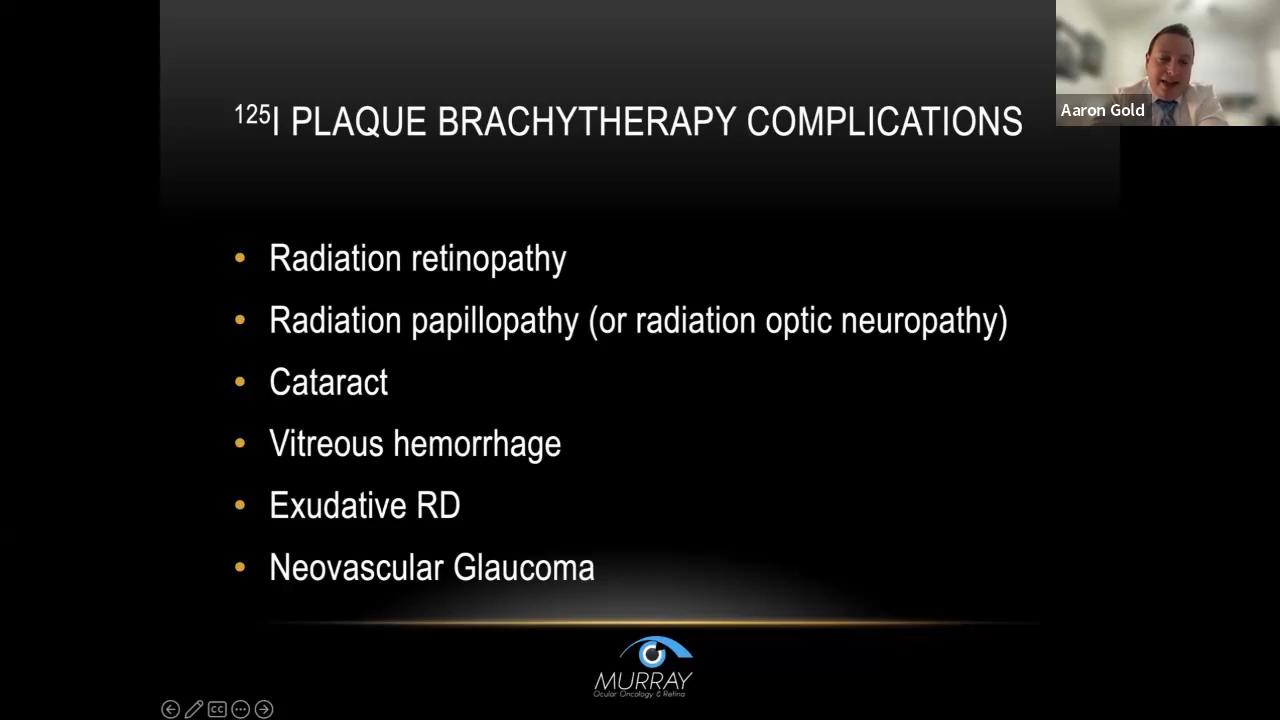 ¹²⁵I PLAQUE BRACHYTHERAPY COMPLICATIONS
Aaron Gold
• Radiation retinopathy
• Radiation papillopathy (or radiation optic neuropathy)
• Cataract
• Vitreous hemorrhage
• Exudative RD
• Neovascular Glaucoma
MURRAY
Ocular Oncology & Retina
CC